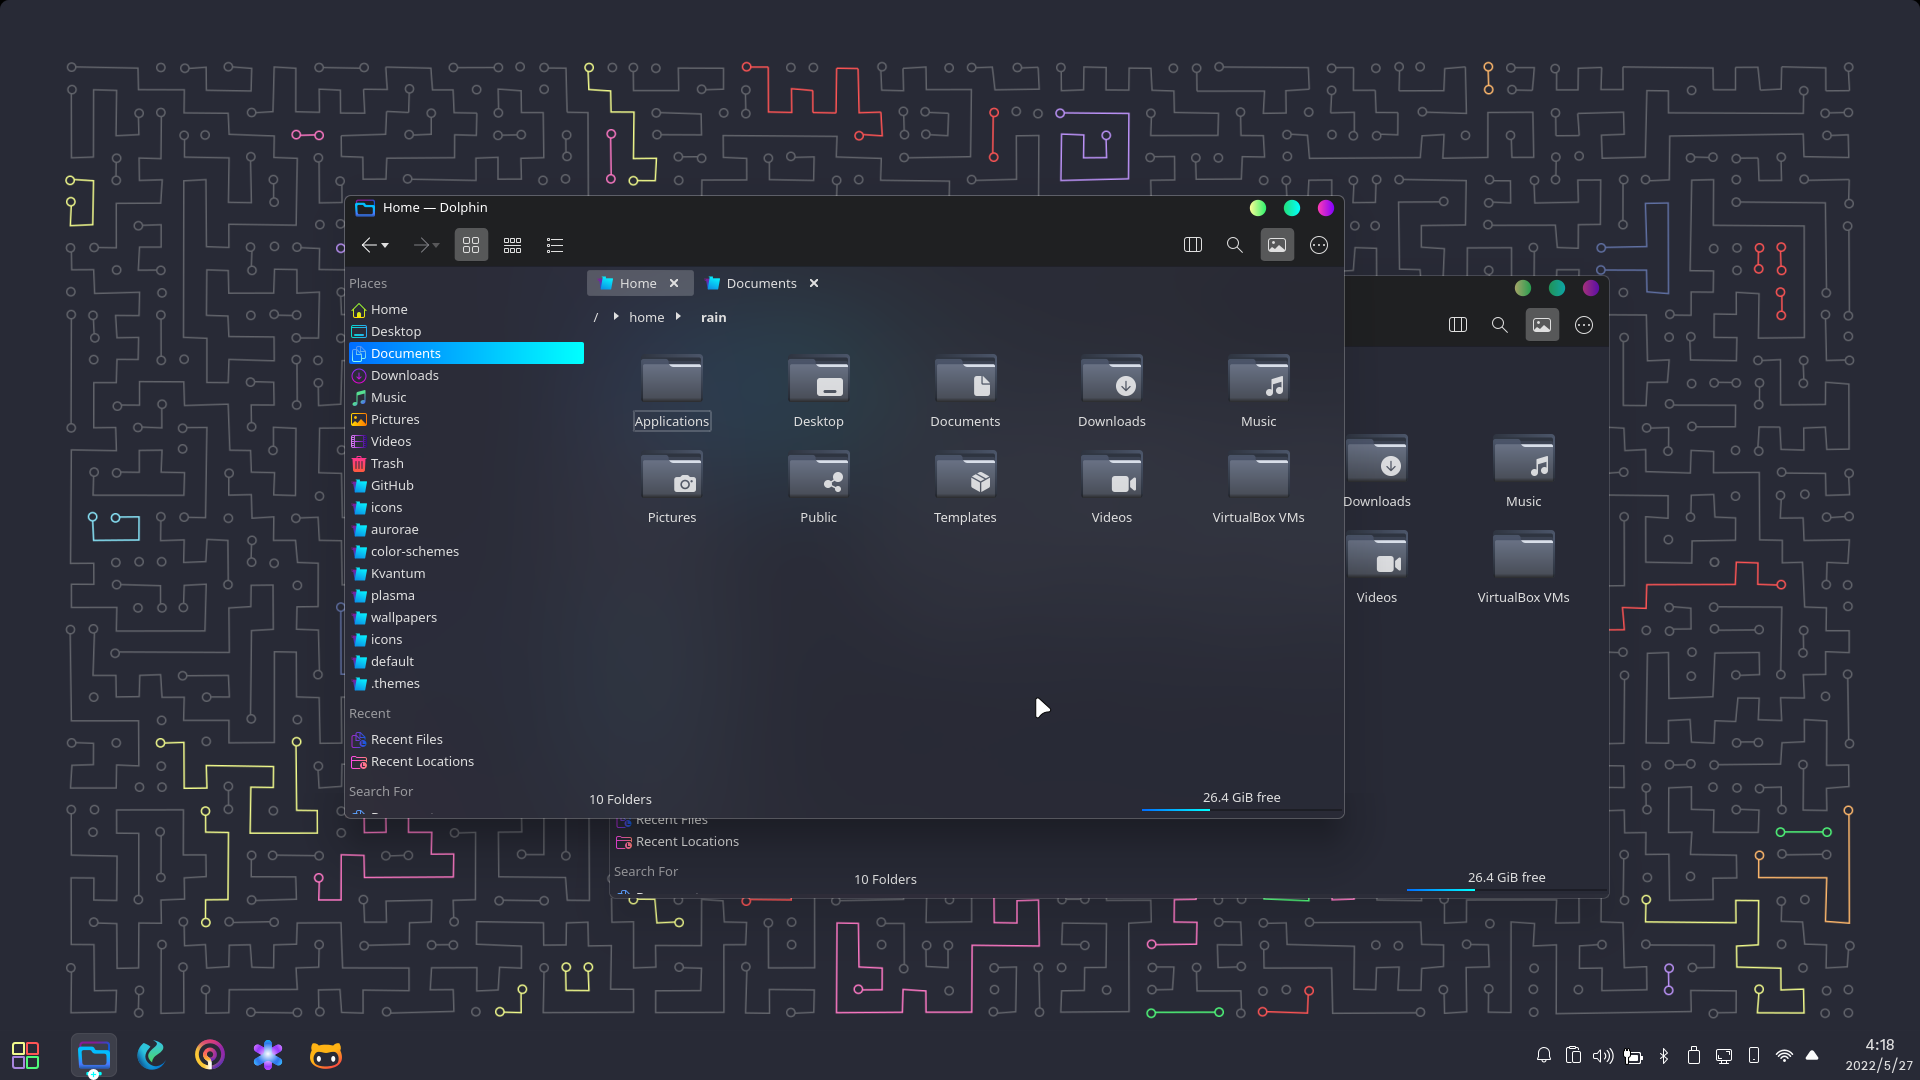 Home — Dolphin
Places
Home
Desktop
Documents
Downloads
Music
Pictures
Videos
Trash
GitHub
icons
aurorae
color-schemes
Kvantum
plasma
wallpapers
icons
default
.themes
Recent
Recent Files
Recent Locations
Search For
Home
Documents
/ home rain
Applications
Desktop
Documents
Downloads
Music
Pictures
Public
Templates
Videos
VirtualBox VMs
10 Folders
26.4 GiB free
Downloads
Music
Videos
VirtualBox VMs
Recent Files
Recent Locations
Search For
10 Folders
26.4 GiB free
4:18
2022/5/27